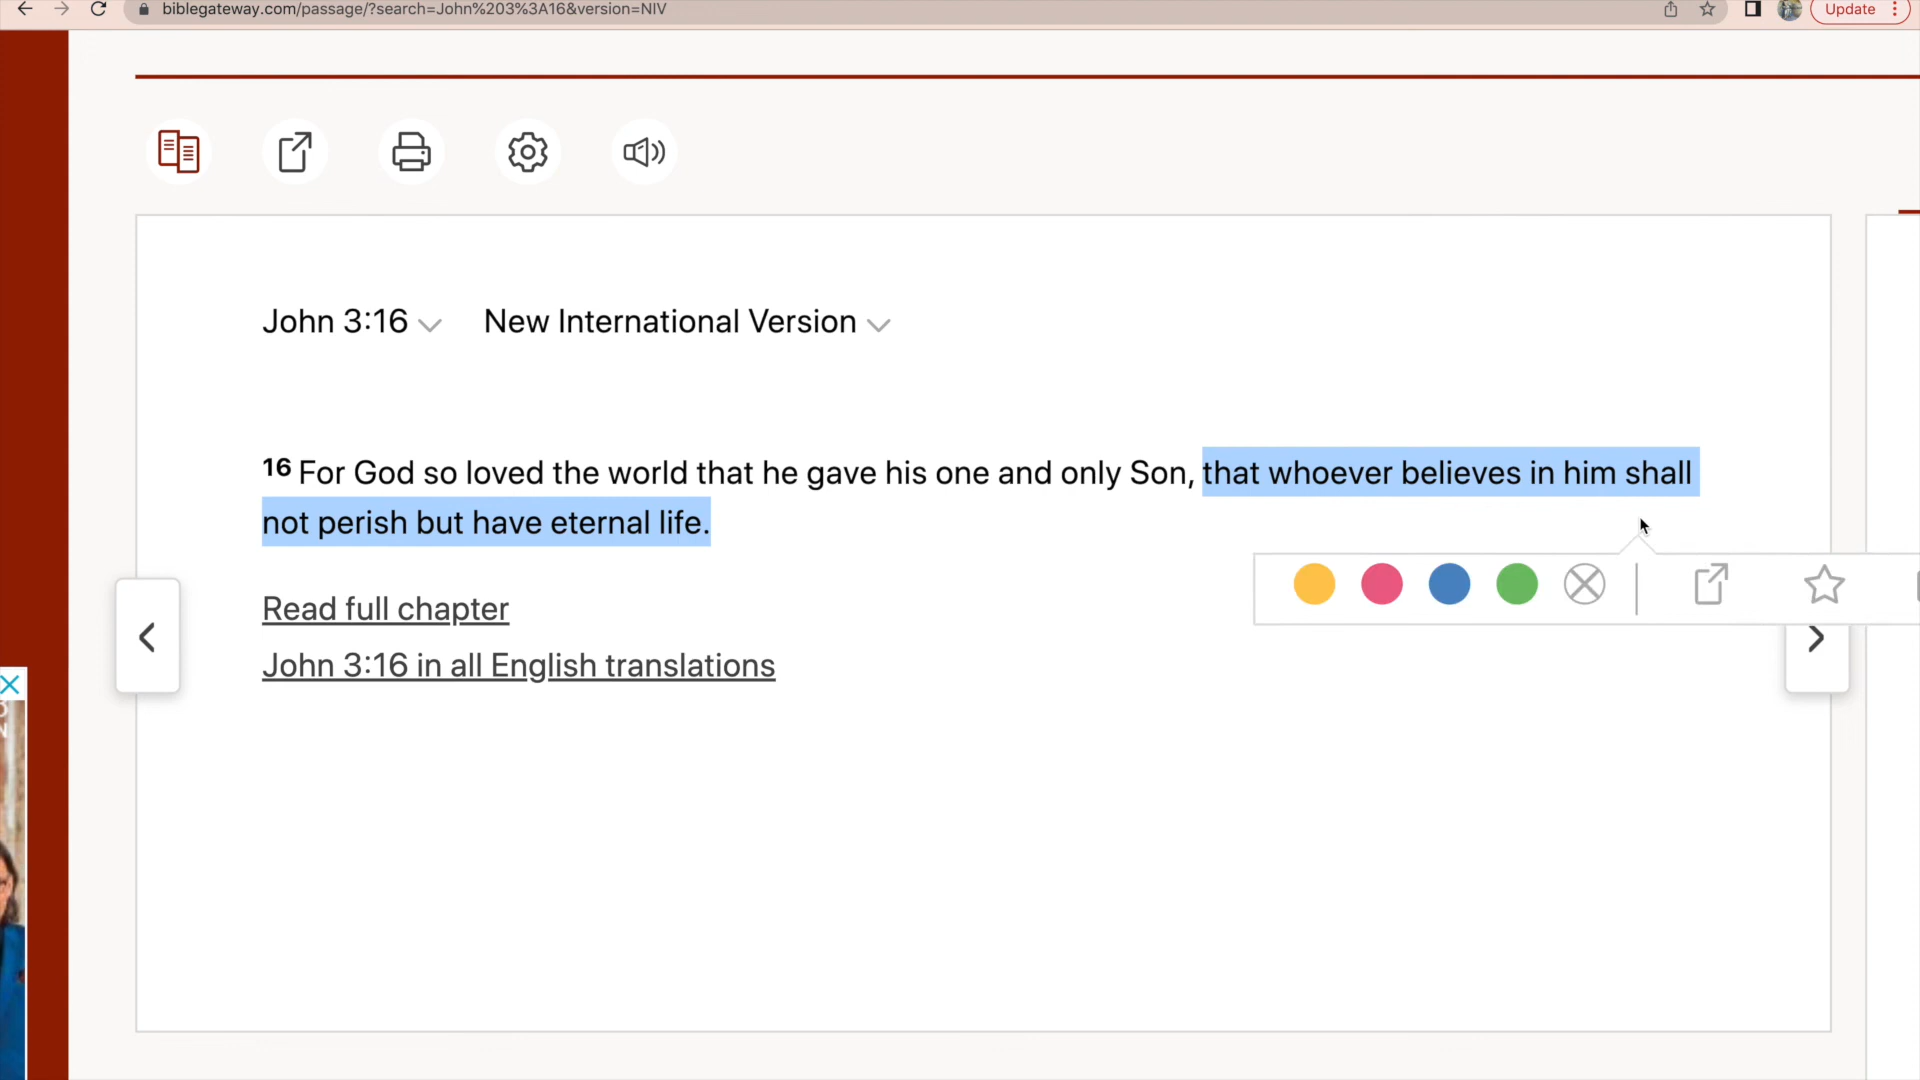 biblegateway.com/passage/?search=John%203%3A16&version=NIV
Update
John 3:16
New International Version
16 For God so loved the world that he gave his one and only Son, that whoever believes in him shall
not perish but have eternal life.
Read full chapter
John 3:16 in all English translations